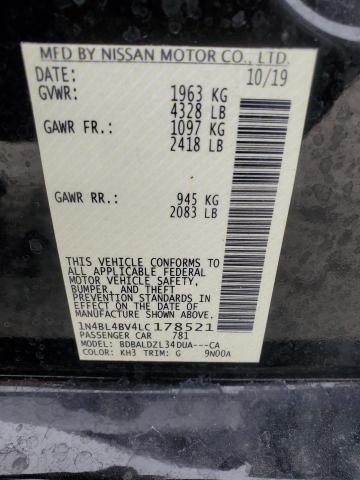 MFD BY NISSAN MOTOR CO., LTD.
DATE: 10/19
GVWR: 1963 KG
4328 LB
GAWR FR.: 1097 KG
2418 LB
GAWR RR.: 945 KG
2083 LB
THIS VEHICLE CONFORMS TO ALL
APPLICABLE FEDERAL
MOTOR VEHICLE SAFETY,
BUMPER, AND THEFT
PREVENTION STANDARDS
IN EFFECT ON THE DATE OF
MANUFACTURE SHOWN ABOVE.
1N4BL4BV4LC178521
PASSENGER CAR 781
MODEL: BDBALDZL34DUA---CA
COLOR: KH3 TRIM: G 9N00A